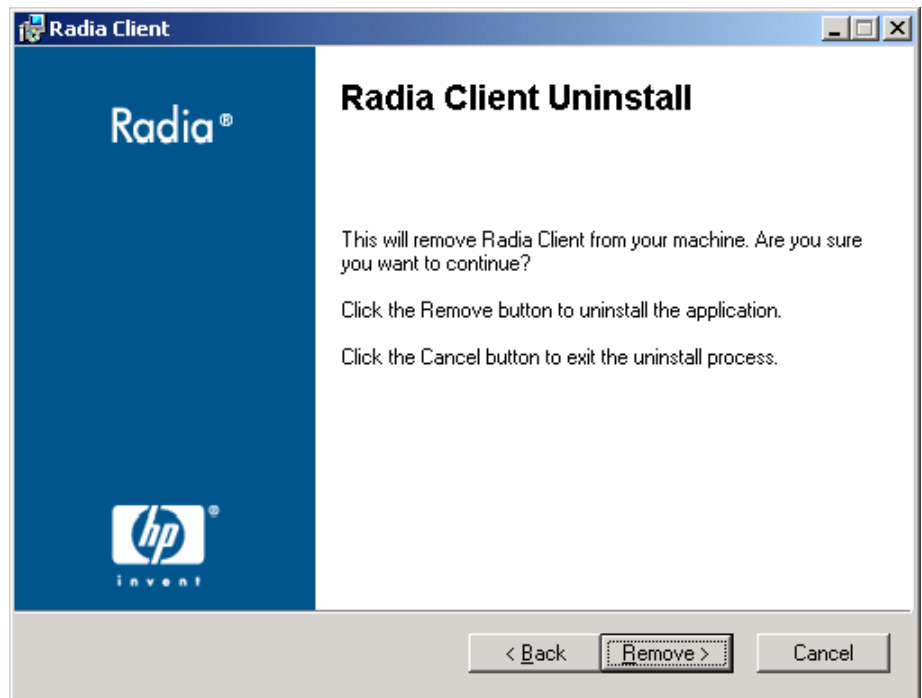 Radia Client
Radia®
Radia Client Uninstall
This will remove Radia Client from your machine. Are you sure
you want to continue?
Click the Remove button to uninstall the application.
Click the Cancel button to exit the uninstall process.
hp®
invent
< Back
Remove >
Cancel